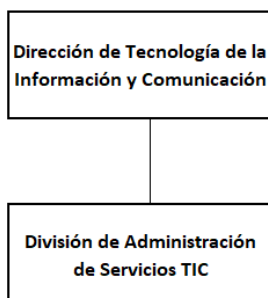 Dirección de Tecnología de la
Información y Comunicación
División de Administración
de Servicios TIC